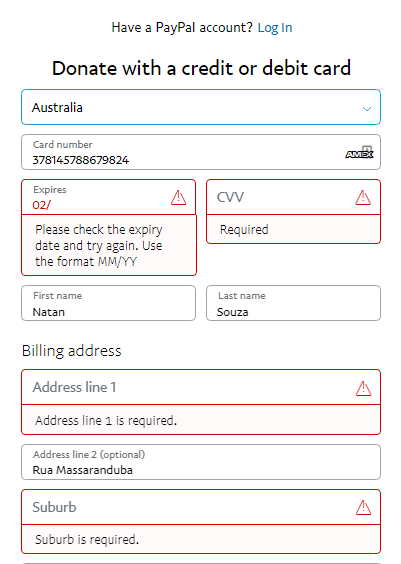 Have a PayPal account? Log In
Donate with a credit or debit card
Australia
Card number
378145788679824
AMEX
Expires
02/
Please check the expiry
date and try again. Use
the format MM/YY
CVV
Required
First name
Natan
Last name
Souza
Billing address
Address line 1
Address line 1 is required.
Address line 2 (optional)
Rua Massaranduba
Suburb
Suburb is required.